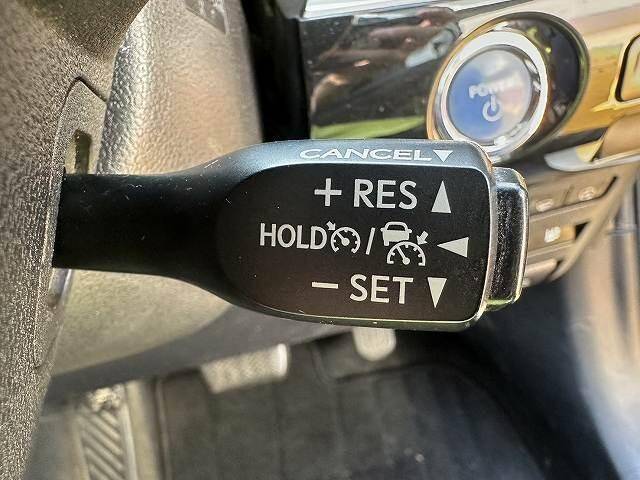 POWER
CANCEL▼
+ RES ▲
HOLD / ◀
− SET ▼